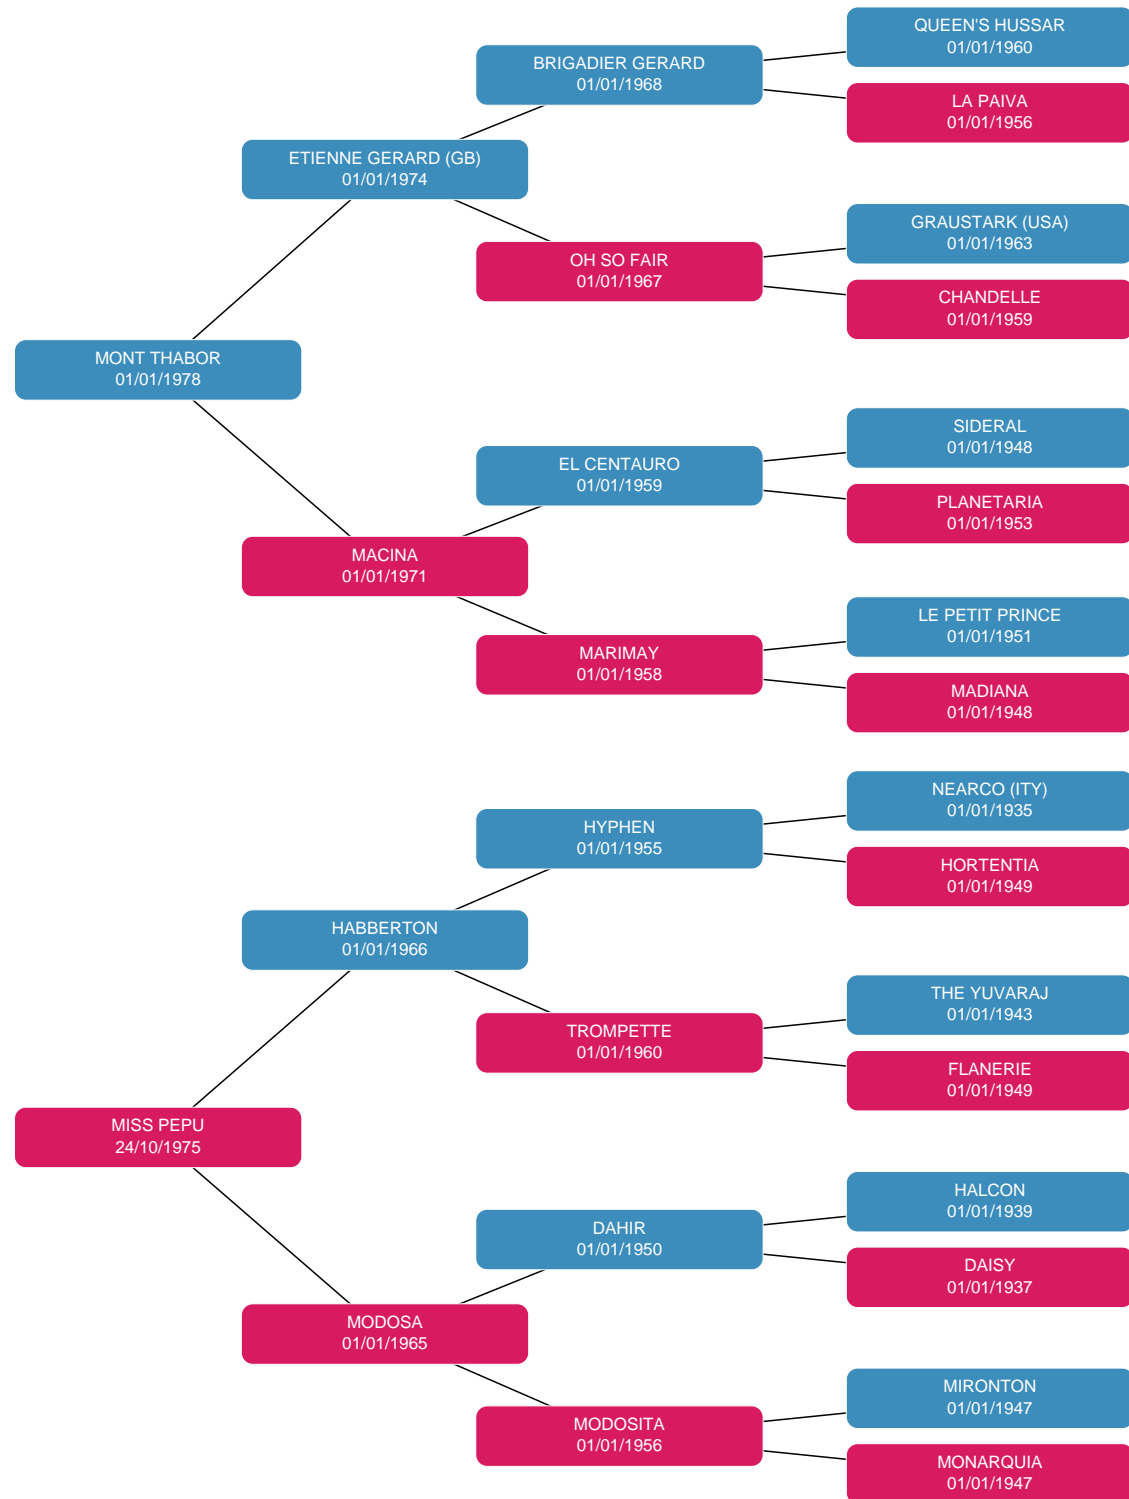 QUEEN'S HUSSAR
01/01/1960
BRIGADIER GERARD
01/01/1968
LA PAIVA
01/01/1956
ETIENNE GERARD (GB)
01/01/1974
GRAUSTARK (USA)
01/01/1963
OH SO FAIR
01/01/1967
CHANDELLE
01/01/1959
MONT THABOR
01/01/1978
SIDERAL
01/01/1948
EL CENTAURO
01/01/1959
PLANETARIA
01/01/1953
MACINA
01/01/1971
LE PETIT PRINCE
01/01/1951
MARIMAY
01/01/1958
MADIANA
01/01/1948
NEARCO (ITY)
01/01/1935
HYPHEN
01/01/1955
HORTENTIA
01/01/1949
HABBERTON
01/01/1966
THE YUVARAJ
01/01/1943
TROMPETTE
01/01/1960
FLANERIE
01/01/1949
MISS PEPU
24/10/1975
HALCON
01/01/1939
DAHIR
01/01/1950
DAISY
01/01/1937
MODOSA
01/01/1965
MIRONTON
01/01/1947
MODOSITA
01/01/1956
MONARQUIA
01/01/1947